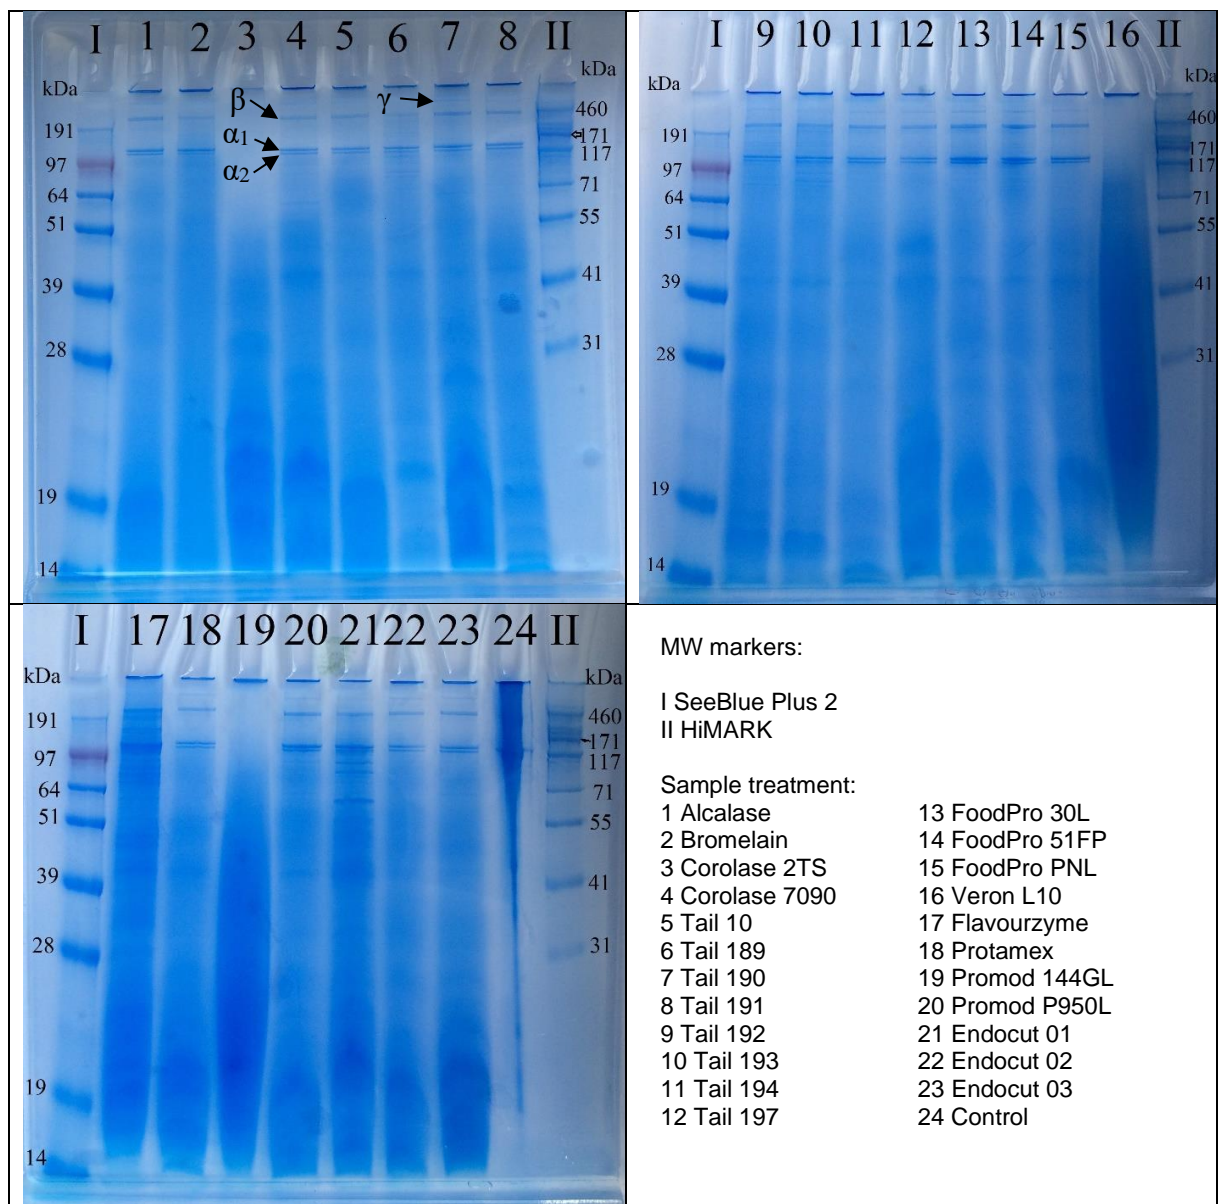 I 1 2 3 4 5 6 7 8 II
kDa
kDa
β
γ
α1
α2
191
97
64
51
39
28
19
14
460
171
117
71
55
41
31
I 9 10 11 12 13 14 15 16 II
kDa
kDa
191
97
64
51
39
28
19
14
460
171
117
71
55
41
31
I 17 18 19 20 21 22 23 24 II
kDa
kDa
191
97
64
51
39
28
19
14
460
171
117
71
55
41
31
MW markers:
I SeeBlue Plus 2
II HiMARK
Sample treatment:
1 Alcalase
2 Bromelain
3 Corolase 2TS
4 Corolase 7090
5 Tail 10
6 Tail 189
7 Tail 190
8 Tail 191
9 Tail 192
10 Tail 193
11 Tail 194
12 Tail 197
13 FoodPro 30L
14 FoodPro 51FP
15 FoodPro PNL
16 Veron L10
17 Flavourzyme
18 Protamex
19 Promod 144GL
20 Promod P950L
21 Endocut 01
22 Endocut 02
23 Endocut 03
24 Control